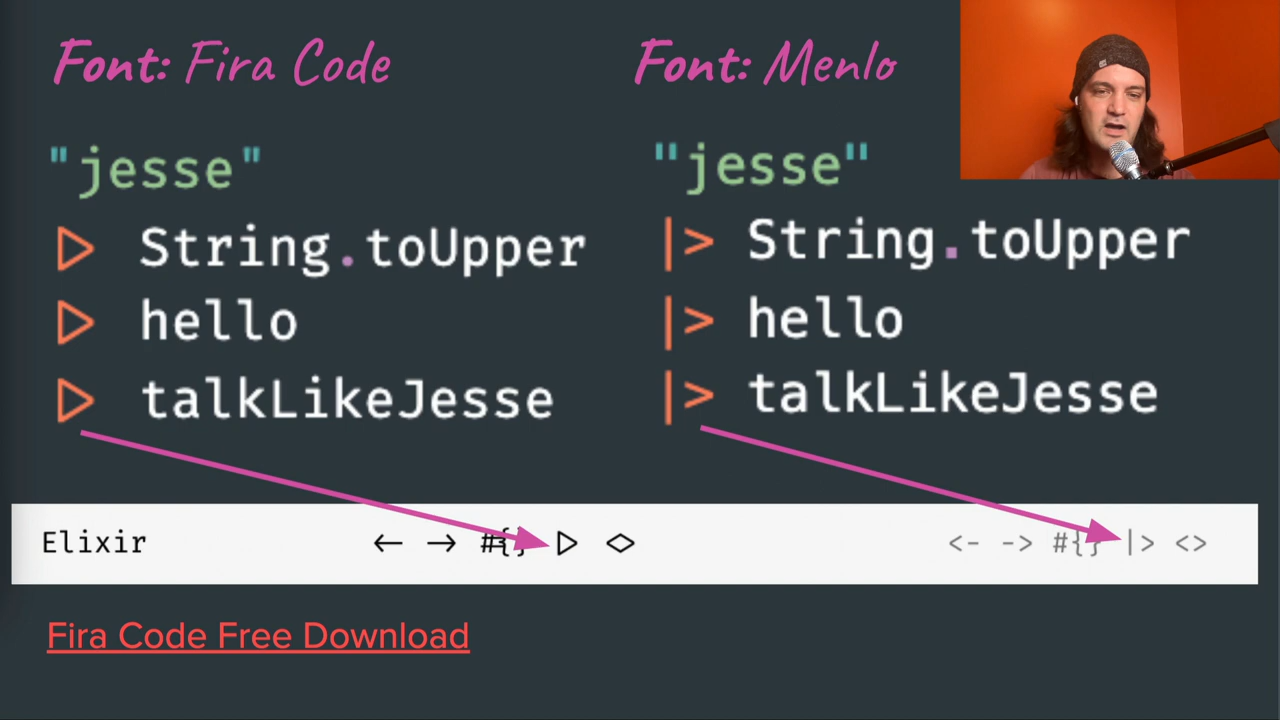 Font: Fira Code
"jesse"
▷ String.toUpper
▷ hello
▷ talkLikeJesse
Font: Menlo
"jesse"
|> String.toUpper
|> hello
|> talkLikeJesse
Elixir ← → #{} ▷ <> <- -> #{} |> <>
Fira Code Free Download